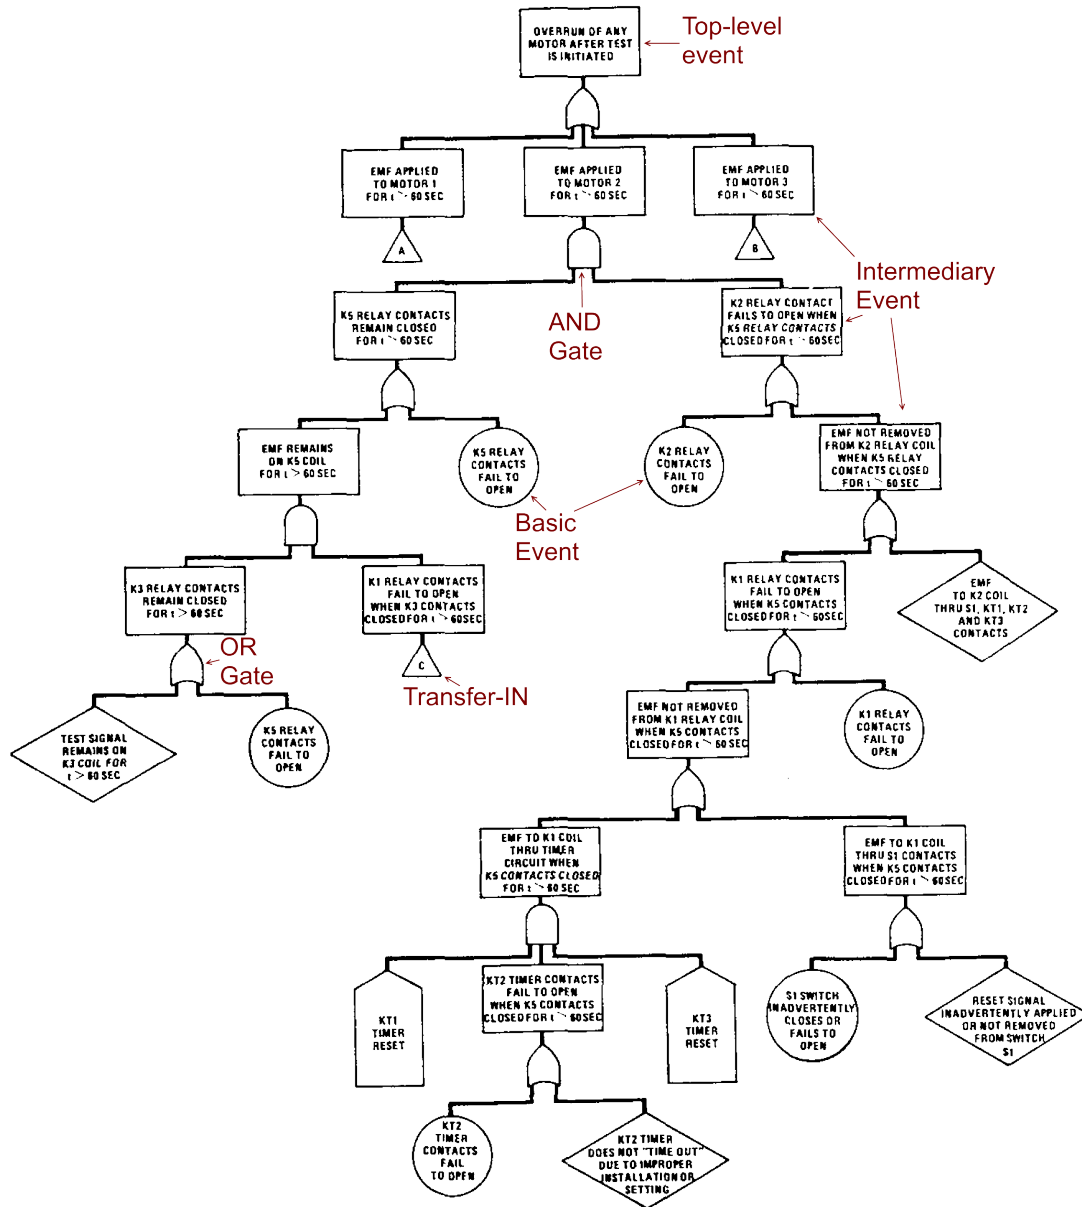 OVERRUN OF ANY
MOTOR AFTER TEST
IS INITIATED
Top-level
event
EMF APPLIED
TO MOTOR 1
FOR t > 60 SEC
EMF APPLIED
TO MOTOR 2
FOR t > 60 SEC
EMF APPLIED
TO MOTOR 3
FOR t > 60 SEC
A
B
Intermediary
Event
K5 RELAY CONTACTS
REMAIN CLOSED
FOR t > 60 SEC
AND
Gate
K2 RELAY CONTACT
FAILS TO OPEN WHEN
K5 RELAY CONTACTS
CLOSED FOR t > 60 SEC
EMF REMAINS
ON K5 COIL
FOR t > 60 SEC
K5 RELAY
CONTACTS
FAIL TO
OPEN
K2 RELAY
CONTACTS
FAIL TO
OPEN
EMF NOT REMOVED
FROM K2 RELAY COIL
WHEN K5 RELAY
CONTACTS CLOSED
FOR t > 60 SEC
Basic
Event
K3 RELAY CONTACTS
REMAIN CLOSED
FOR t > 60 SEC
K1 RELAY CONTACTS
FAIL TO OPEN
WHEN K3 CONTACTS
CLOSED FOR t > 60 SEC
K1 RELAY CONTACTS
FAIL TO OPEN
WHEN K5 CONTACTS
CLOSED FOR t > 60 SEC
EMF
TO K2 COIL
THRU S1, KT1, KT2
AND KT3
CONTACTS
OR
Gate
C
Transfer-IN
TEST SIGNAL
REMAINS ON
K3 COIL FOR
t > 60 SEC
K5 RELAY
CONTACTS
FAIL TO
OPEN
EMF NOT REMOVED
FROM K1 RELAY COIL
WHEN K5 CONTACTS
CLOSED FOR t > 60 SEC
K1 RELAY
CONTACTS
FAIL TO
OPEN
EMF TO K1 COIL
THRU TIMER
CIRCUIT WHEN
K5 CONTACTS CLOSED
FOR t > 60 SEC
EMF TO K1 COIL
THRU S1 CONTACTS
WHEN K5 CONTACTS
CLOSED FOR t > 60 SEC
KT1
TIMER
RESET
KT2 TIMER CONTACTS
FAIL TO OPEN
WHEN K5 CONTACTS
CLOSED FOR t > 60 SEC
KT3
TIMER
RESET
S1 SWITCH
INADVERTENTLY
CLOSES OR
FAILS TO
OPEN
RESET SIGNAL
INADVERTENTLY APPLIED
OR NOT REMOVED
FROM SWITCH
S1
KT2
TIMER
CONTACTS
FAIL
TO OPEN
KT2 TIMER
DOES NOT "TIME OUT"
DUE TO IMPROPER
INSTALLATION OR
SETTING